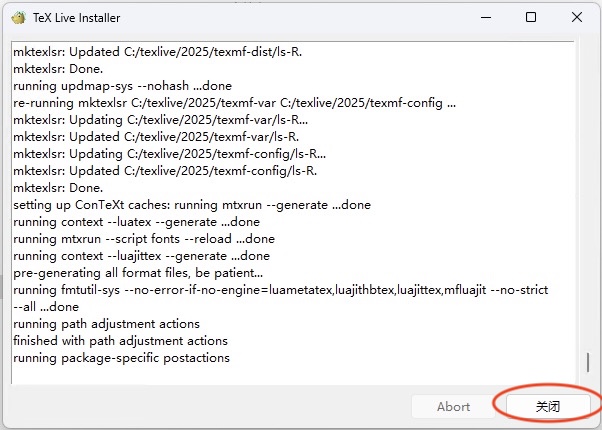 TeX Live Installer
mktexlsr: Updated C:/texlive/2025/texmf-dist/ls-R.
mktexlsr: Done.
running updmap-sys --nohash ...done
re-running mktexlsr C:/texlive/2025/texmf-var C:/texlive/2025/texmf-config ...
mktexlsr: Updating C:/texlive/2025/texmf-var/ls-R...
mktexlsr: Updated C:/texlive/2025/texmf-var/ls-R.
mktexlsr: Updating C:/texlive/2025/texmf-config/ls-R...
mktexlsr: Updated C:/texlive/2025/texmf-config/ls-R.
mktexlsr: Done.
setting up ConTeXt caches: running mtxrun --generate ...done
running context --luatex --generate ...done
running mtxrun --script fonts --reload ...done
running context --luajittex --generate ...done
pre-generating all format files, be patient...
running fmtutil-sys --no-error-if-no-engine=luametatex,luajithbtex,luajittex,mfluajit --no-strict
--all ...done
running path adjustment actions
finished with path adjustment actions
running package-specific postactions
Abort
关闭